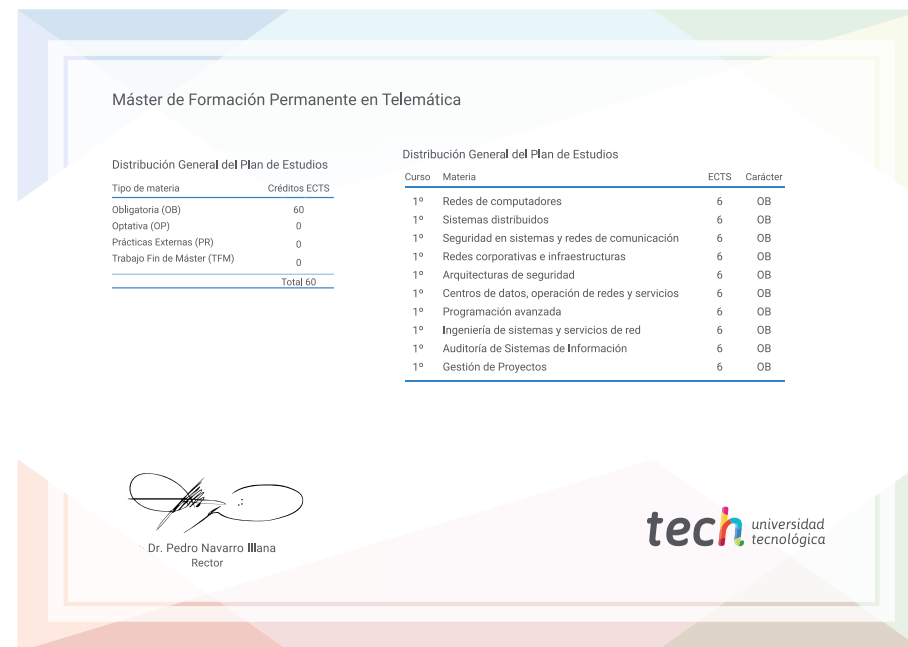 Máster de Formación Permanente en Telemática
Distribución General del Plan de Estudios
Tipo de materia Créditos ECTS
Obligatoria (OB) 60
Optativa (OP) 0
Prácticas Externas (PR) 0
Trabajo Fin de Máster (TFM) 0
Total 60
Distribución General del Plan de Estudios
Curso Materia ECTS Carácter
1º Redes de computadores 6 OB
1º Sistemas distribuidos 6 OB
1º Seguridad en sistemas y redes de comunicación 6 OB
1º Redes corporativas e infraestructuras 6 OB
1º Arquitecturas de seguridad 6 OB
1º Centros de datos, operación de redes y servicios 6 OB
1º Programación avanzada 6 OB
1º Ingeniería de sistemas y servicios de red 6 OB
1º Auditoría de Sistemas de Información 6 OB
1º Gestión de Proyectos 6 OB
Dr. Pedro Navarro Illana
Rector
tech universidad
tecnológica